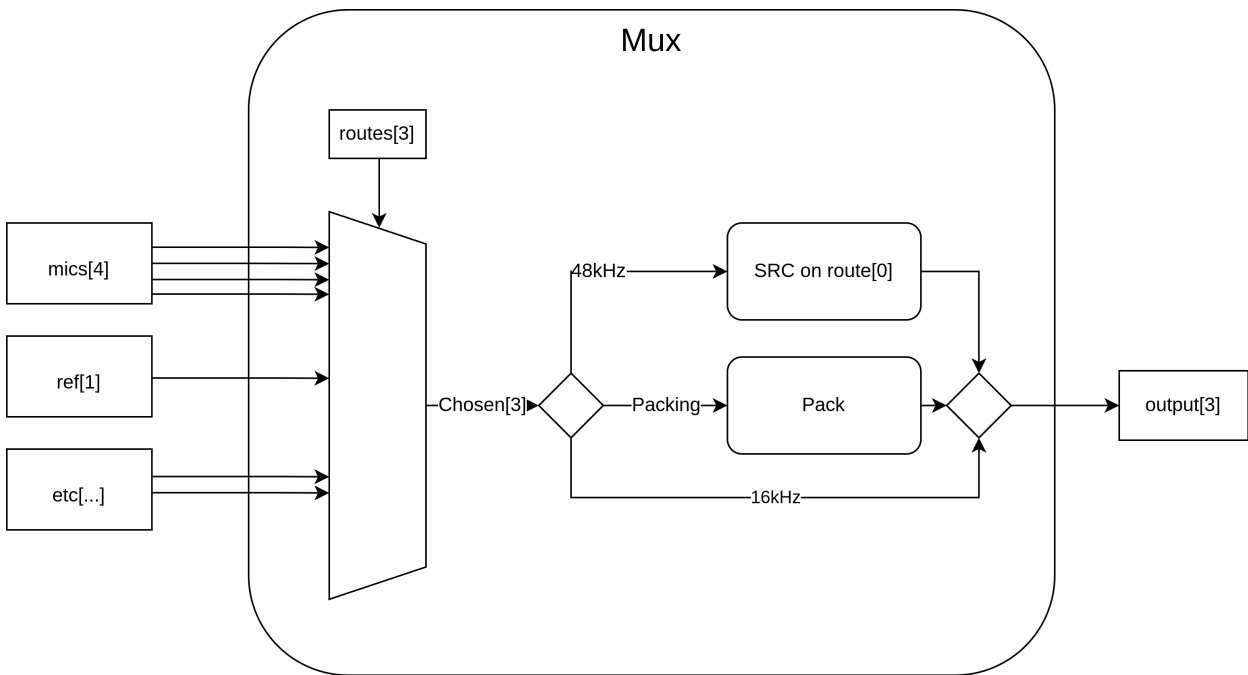 Mux
routes[3]
mics[4]
ref[1]
etc[...]
Chosen[3]
48kHz
SRC on route[0]
Packing
Pack
16kHz
output[3]